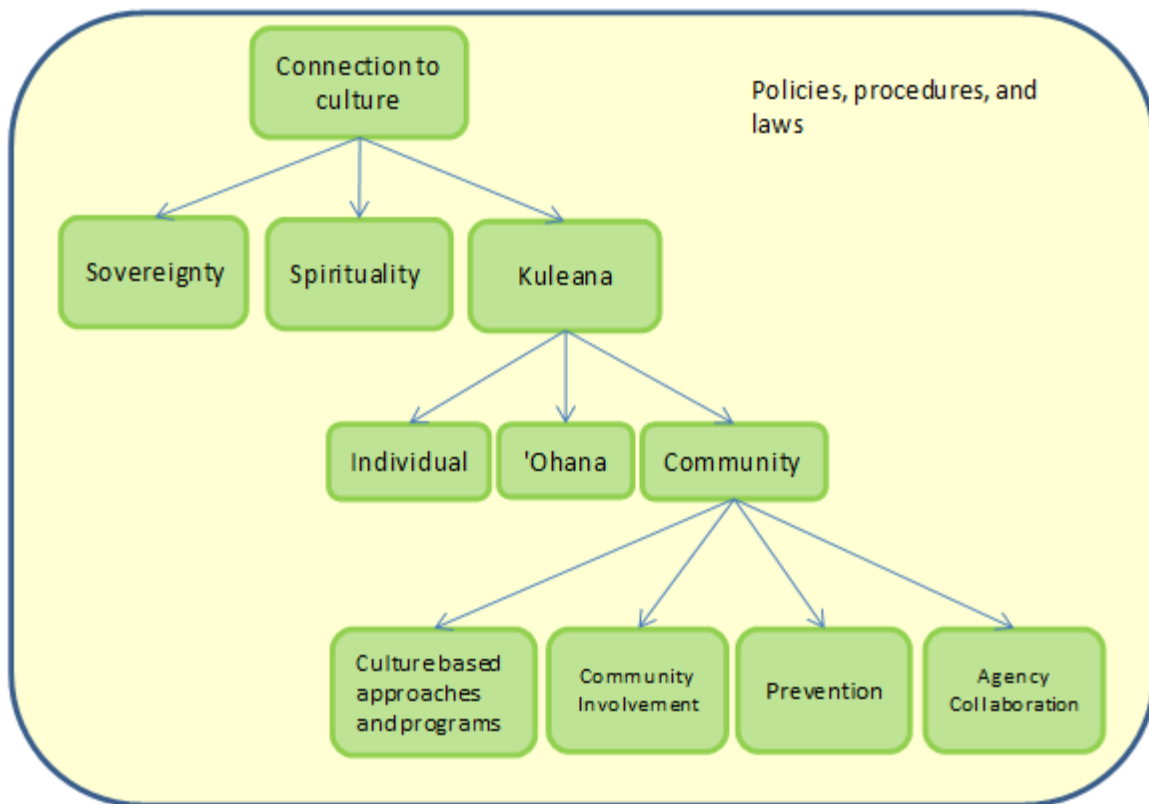 Connection to
culture
Policies, procedures, and
laws
Sovereignty
Spirituality
Kuleana
Individual
'Ohana
Community
Culture based
approaches
and programs
Community
Involvement
Prevention
Agency
Collaboration